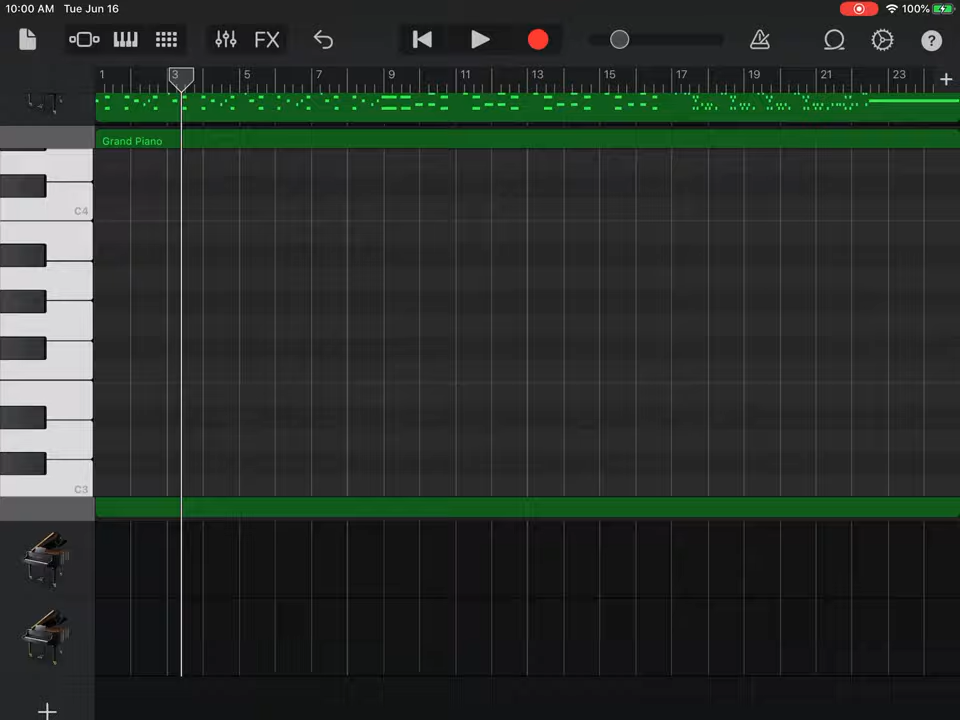 10:00 AM Tue Jun 16 100%
FX ?
1 3 5 7 9 11 13 15 17 19 21 23 +
Grand Piano
C4
C3